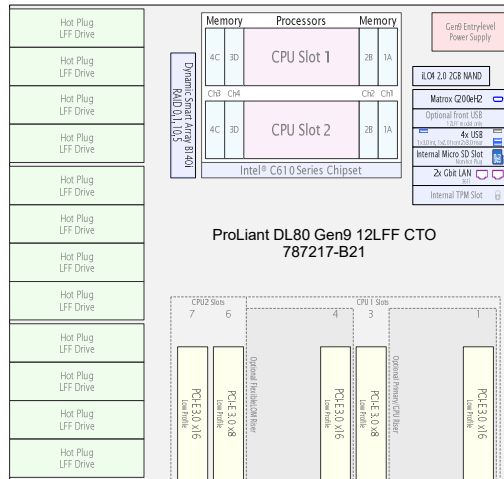 Hot Plug
LFF Drive
Hot Plug
LFF Drive
Hot Plug
LFF Drive
Hot Plug
LFF Drive
Hot Plug
LFF Drive
Hot Plug
LFF Drive
Hot Plug
LFF Drive
Hot Plug
LFF Drive
Hot Plug
LFF Drive
Hot Plug
LFF Drive
Hot Plug
LFF Drive
Hot Plug
LFF Drive
Dynamic Smart Array B140i
RAID 0,1,10,5
Memory Processors Memory
4C 3D CPU Slot 1 2B 1A
Ch3 Ch4 Ch2 Ch1
4C 3D CPU Slot 2 2B 1A
Intel® C610 Series Chipset
Gen9 Entry-level
Power Supply
iLO4 2.0 2GB NAND
Matrox G200eH2
Optional front USB
4x USB
Internal Micro SD Slot
Non Hot Plug
2x Gbit LAN
Internal TPM Slot
ProLiant DL80 Gen9 12LFF CTO
787217-B21
CPU2 Slots CPU 1 Slots
7 6 4 3 1
PCI-E 3.0 x16
Low Profile
PCI-E 3.0 x8
Low Profile
Optional FlexibleLOM Riser
PCI-E 3.0 x16
Low Profile
PCI-E 3.0 x8
Low Profile
Optional Primary/GPU Riser
PCI-E 3.0 x16
Low Profile